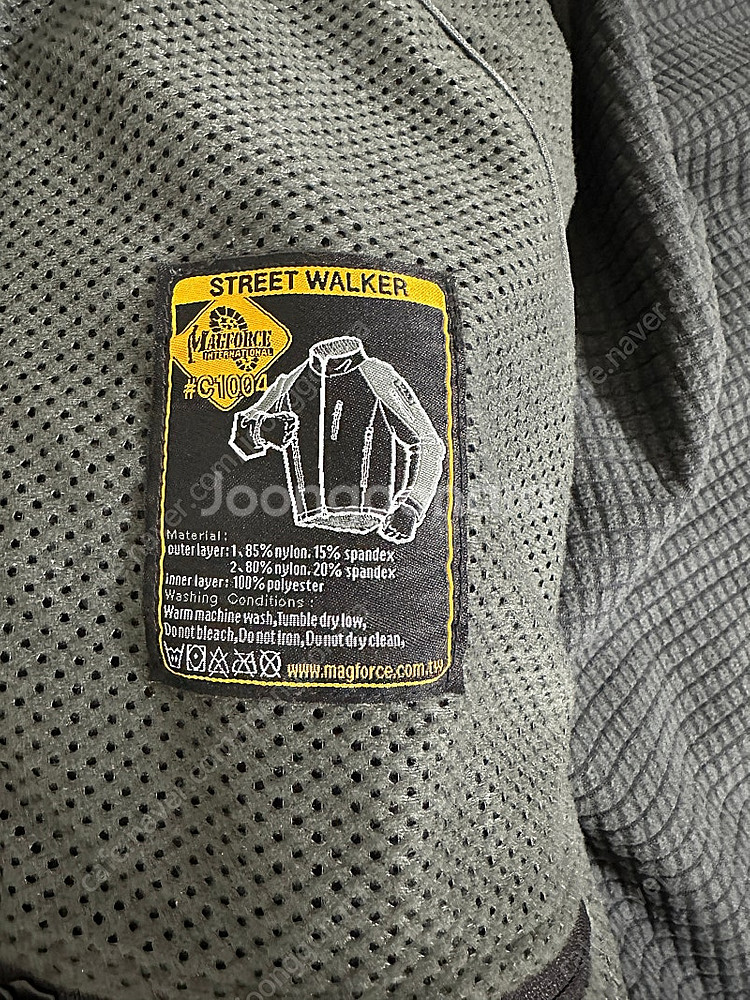 STREET WALKER
MAGFORCE
INTERNATIONAL
#C1004
Material:
outer layer: 1、85% nylon. 15% spandex
2、80% nylon. 20% spandex
inner layer: 100% polyester
Washing Conditions :
Warm machine wash,Tumble dry low,
Do not bleach,Do not Iron,Do not dry clean,
www.magforce.com.tw